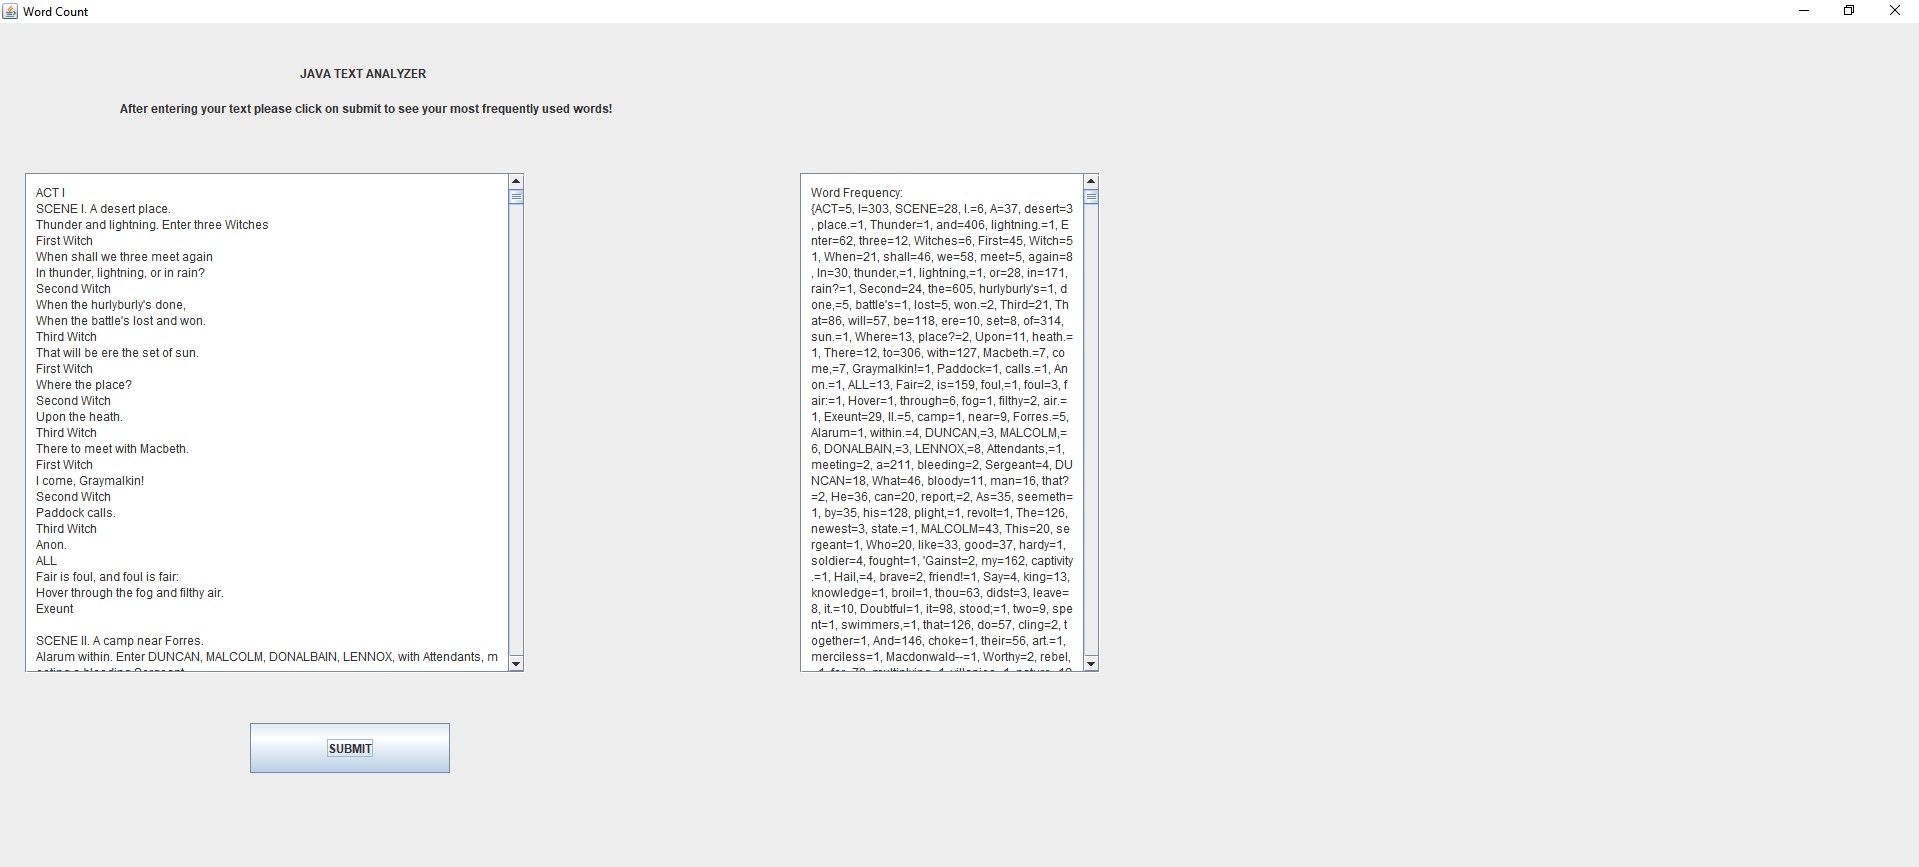 Word Count
JAVA TEXT ANALYZER
After entering your text please click on submit to see your most frequently used words!
ACT I
SCENE I. A desert place.
Thunder and lightning. Enter three Witches
First Witch
When shall we three meet again
In thunder, lightning, or in rain?
Second Witch
When the hurlyburly's done,
When the battle's lost and won.
Third Witch
That will be ere the set of sun.
First Witch
Where the place?
Second Witch
Upon the heath.
Third Witch
There to meet with Macbeth.
First Witch
I come, Graymalkin!
Second Witch
Paddock calls.
Third Witch
Anon.
ALL
Fair is foul, and foul is fair:
Hover through the fog and filthy air.
Exeunt
SCENE II. A camp near Forres.
Alarum within. Enter DUNCAN, MALCOLM, DONALBAIN, LENNOX, with Attendants, m
Word Frequency:
{ACT=5, I=303, SCENE=28, I.=6, A=37, desert=3
, place.=1, Thunder=1, and=406, lightning.=1, E
nter=62, three=12, Witches=6, First=45, Witch=5
1, When=21, shall=46, we=58, meet=5, again=8
, In=30, thunder,=1, lightning,=1, or=28, in=171,
rain?=1, Second=24, the=605, hurlyburly's=1, d
one,=5, battle's=1, lost=5, won.=2, Third=21, Th
at=86, will=57, be=118, ere=10, set=8, of=314,
sun.=1, Where=13, place?=2, Upon=11, heath.=
1, There=12, to=306, with=127, Macbeth.=7, co
me,=7, Graymalkin!=1, Paddock=1, calls.=1, An
on.=1, ALL=13, Fair=2, is=159, foul,=1, foul=3, f
air:=1, Hover=1, through=6, fog=1, filthy=2, air.=
1, Exeunt=29, II.=5, camp=1, near=9, Forres.=5,
Alarum=1, within.=4, DUNCAN,=3, MALCOLM,=
6, DONALBAIN,=3, LENNOX,=8, Attendants,=1,
meeting=2, a=211, bleeding=2, Sergeant=4, DU
NCAN=18, What=46, bloody=11, man=16, that?
=2, He=36, can=20, report,=2, As=35, seemeth=
1, by=35, his=128, plight,=1, revolt=1, The=126,
newest=3, state.=1, MALCOLM=43, This=20, se
rgeant=1, Who=20, like=33, good=37, hardy=1,
soldier=4, fought=1, 'Gainst=2, my=162, captivity
.=1, Hail,=4, brave=2, friend!=1, Say=4, king=13,
knowledge=1, broil=1, thou=63, didst=3, leave=
8, it.=10, Doubtful=1, it=98, stood;=1, two=9, spe
nt=1, swimmers,=1, that=126, do=57, cling=2, t
ogether=1, And=146, choke=1, their=56, art.=1,
merciless=1, Macdonwald--=1, Worthy=2, rebel,
SUBMIT